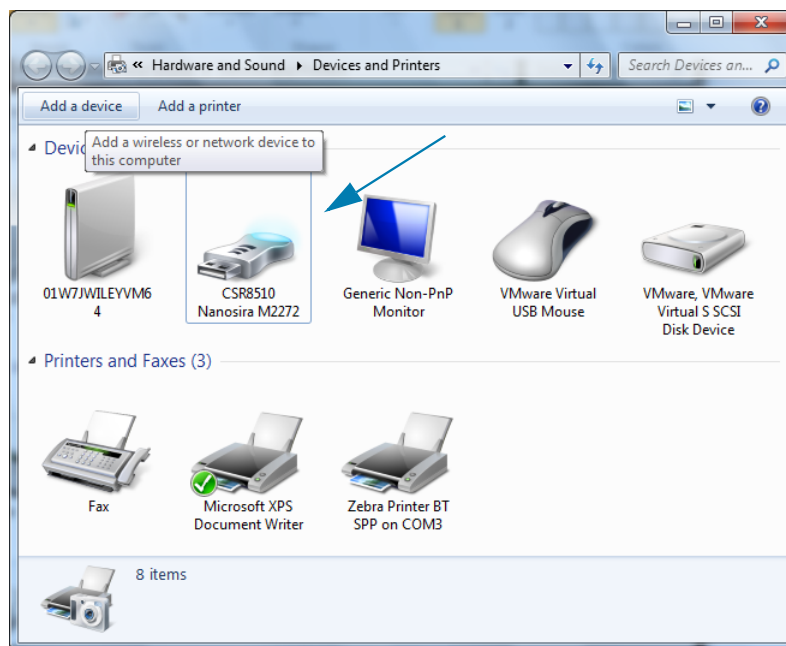 « Hardware and Sound ▸ Devices and Printers
Search Devices an...
Add a device Add a printer
Devic
Add a wireless or network device to
this computer
01W7JWILEYVM6
4
CSR8510
Nanosira M2272
Generic Non-PnP
Monitor
VMware Virtual
USB Mouse
VMware, VMware
Virtual S SCSI
Disk Device
Printers and Faxes (3)
Fax
Microsoft XPS
Document Writer
Zebra Printer BT
SPP on COM3
8 items